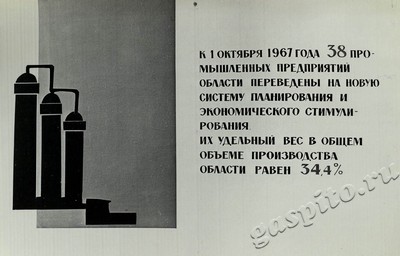 К 1 ОКТЯБРЯ 1967 ГОДА 38 ПРО-
МЫШЛЕННЫХ ПРЕДПРИЯТИЙ
ОБЛАСТИ ПЕРЕВЕДЕНЫ НА НОВУЮ
СИСТЕМУ ПЛАНИРОВАНИЯ И
ЭКОНОМИЧЕСКОГО СТИМУЛИ-
РОВАНИЯ
ИХ УДЕЛЬНЫЙ ВЕС В ОБЩЕМ
ОБЪЕМЕ ПРОИЗВОДСТВА
ОБЛАСТИ РАВЕН 34,4%
gaspito.ru